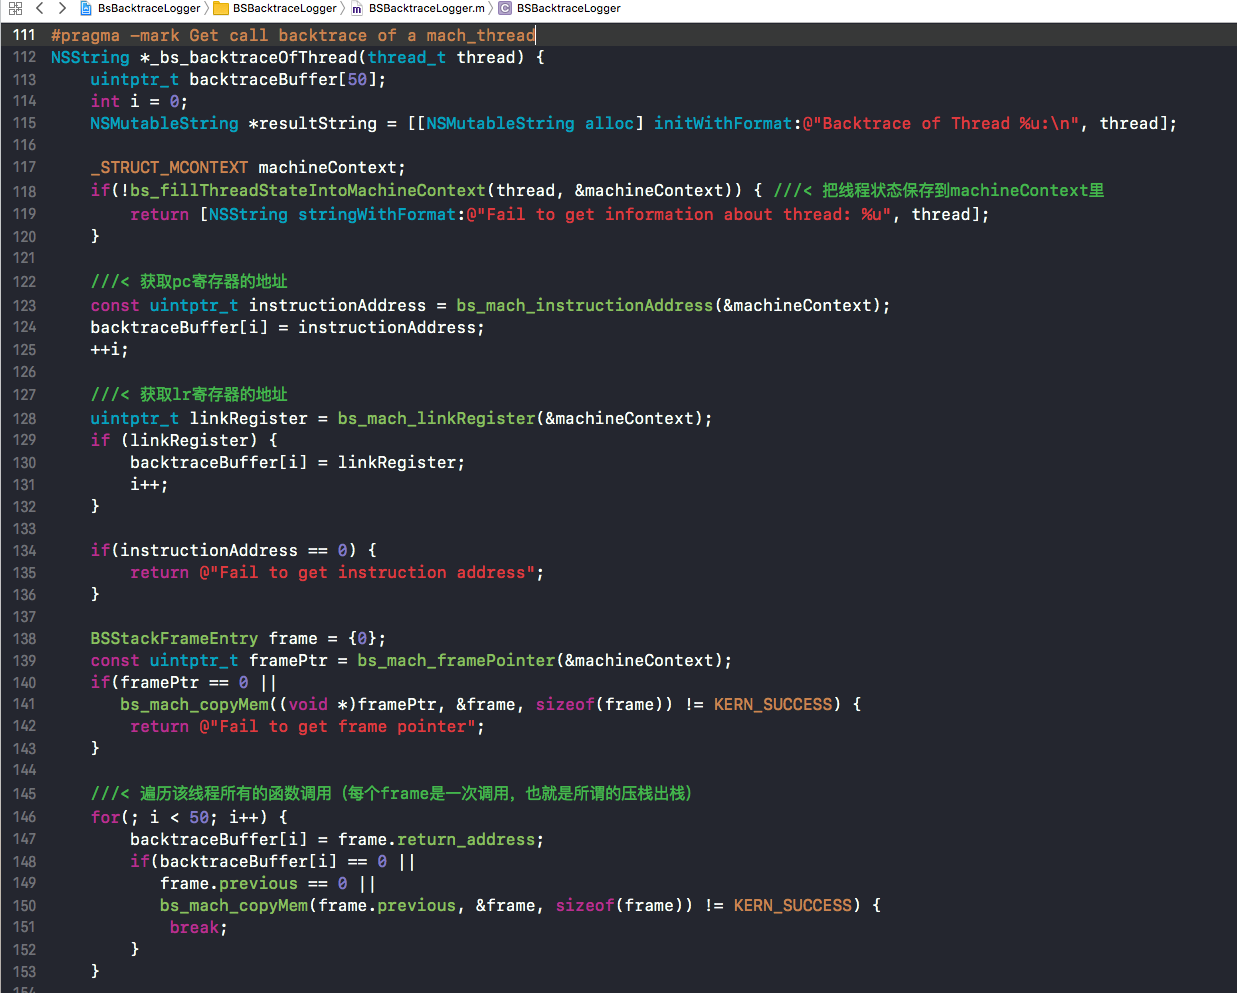 BsBacktraceLogger BSBacktraceLogger BSBacktraceLogger.m BSBacktraceLogger
111 #pragma -mark Get call backtrace of a mach_thread
112 NSString *_bs_backtraceOfThread(thread_t thread) {
113 uintptr_t backtraceBuffer[50];
114 int i = 0;
115 NSMutableString *resultString = [[NSMutableString alloc] initWithFormat:@"Backtrace of Thread %u:\n", thread];
116
117 _STRUCT_MCONTEXT machineContext;
118 if(!bs_fillThreadStateIntoMachineContext(thread, &machineContext)) { ///< 把线程状态保存到machineContext里
119 return [NSString stringWithFormat:@"Fail to get information about thread: %u", thread];
120 }
121
122 ///< 获取pc寄存器的地址
123 const uintptr_t instructionAddress = bs_mach_instructionAddress(&machineContext);
124 backtraceBuffer[i] = instructionAddress;
125 ++i;
126
127 ///< 获取lr寄存器的地址
128 uintptr_t linkRegister = bs_mach_linkRegister(&machineContext);
129 if (linkRegister) {
130 backtraceBuffer[i] = linkRegister;
131 i++;
132 }
133
134 if(instructionAddress == 0) {
135 return @"Fail to get instruction address";
136 }
137
138 BSStackFrameEntry frame = {0};
139 const uintptr_t framePtr = bs_mach_framePointer(&machineContext);
140 if(framePtr == 0 ||
141 bs_mach_copyMem((void *)framePtr, &frame, sizeof(frame)) != KERN_SUCCESS) {
142 return @"Fail to get frame pointer";
143 }
144
145 ///< 遍历该线程所有的函数调用（每个frame是一次调用，也就是所谓的压栈出栈）
146 for(; i < 50; i++) {
147 backtraceBuffer[i] = frame.return_address;
148 if(backtraceBuffer[i] == 0 ||
149 frame.previous == 0 ||
150 bs_mach_copyMem(frame.previous, &frame, sizeof(frame)) != KERN_SUCCESS) {
151 break;
152 }
153 }
154